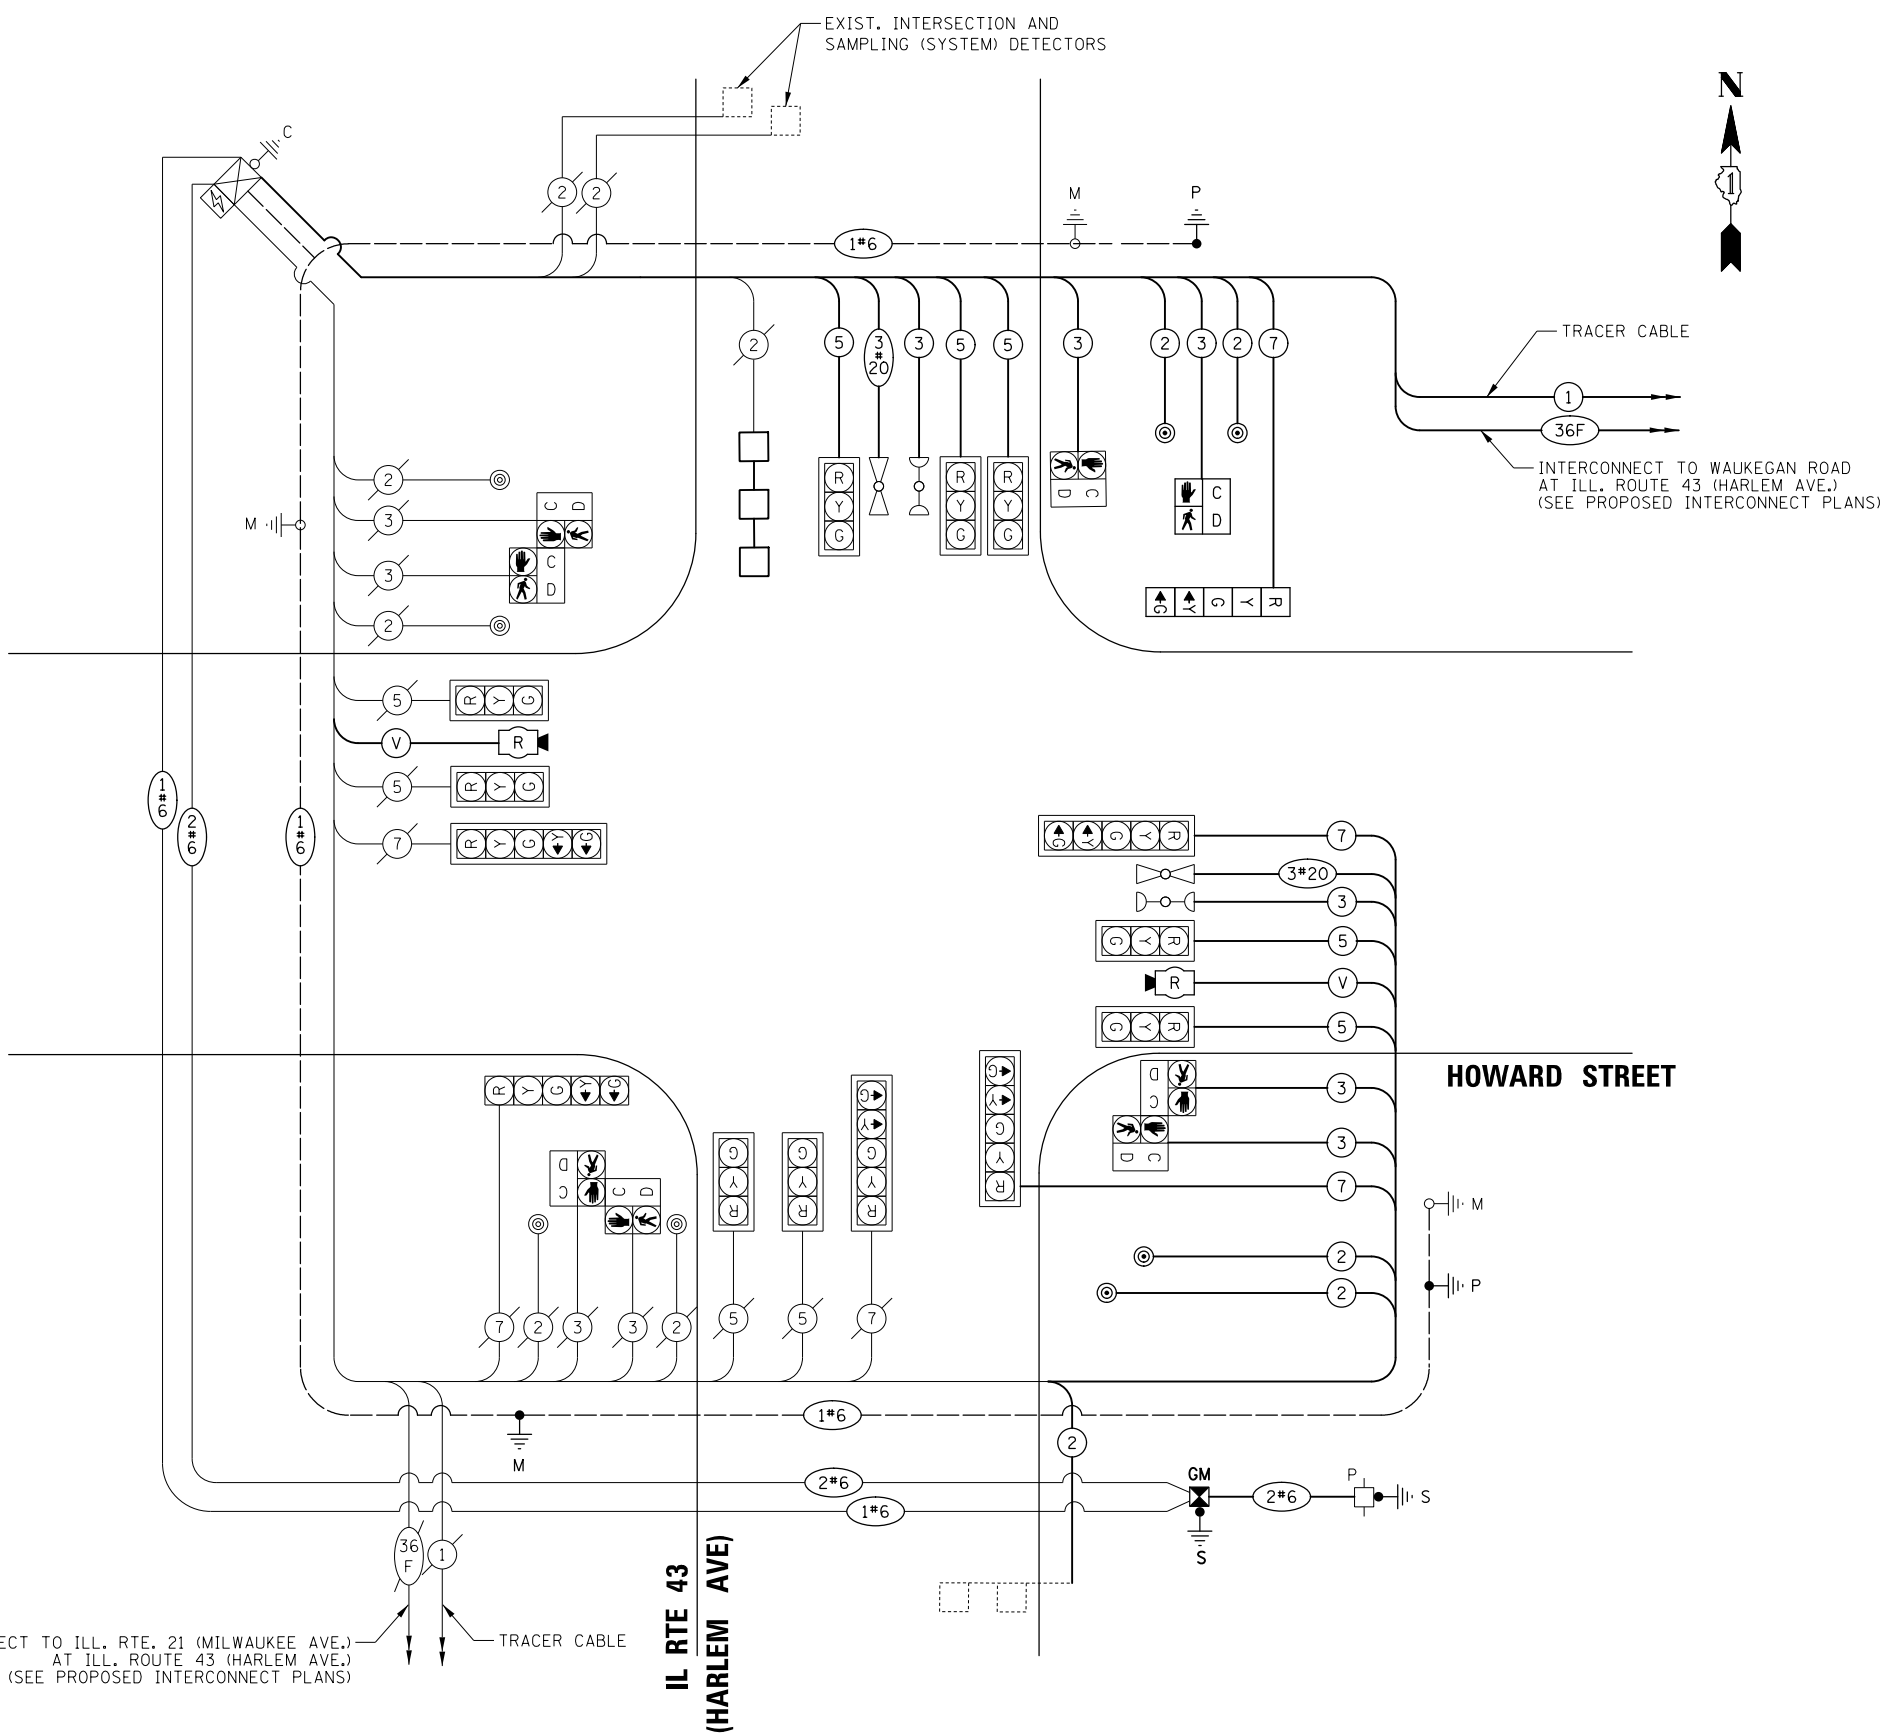 EXIST. INTERSECTION AND
SAMPLING (SYSTEM) DETECTORS
N
1
C
2 2
M P
1#6
2 5 3#20 3 5 5 3 2 3 2 7
TRACER CABLE
1
36F
INTERCONNECT TO WAUKEGAN ROAD
AT ILL. ROUTE 43 (HARLEM AVE.)
(SEE PROPOSED INTERCONNECT PLANS)
R Y G
R Y G
R Y G
D C
C
D
G Y G Y R
2
M
3
C D
3
C
D
2
5 R Y G
V R
5 R Y G
7 R Y G Y G
1#6
2#6
1#6
G Y G Y R 7
3#20
3
G Y R 5
R V
G Y R 5
HOWARD STREET
D C 3
D C 3
G Y G Y R 7
2
2
M
P
R Y G Y G
D C
C D
G Y R
G Y R
G Y G Y R
7 2 3 3 2 5 5 7
1#6
M
2
2#6
1#6
GM
S
2#6
P
S
36F
1
ECT TO ILL. RTE. 21 (MILWAUKEE AVE.)
AT ILL. ROUTE 43 (HARLEM AVE.)
(SEE PROPOSED INTERCONNECT PLANS)
TRACER CABLE
IL RTE 43
(HARLEM AVE)